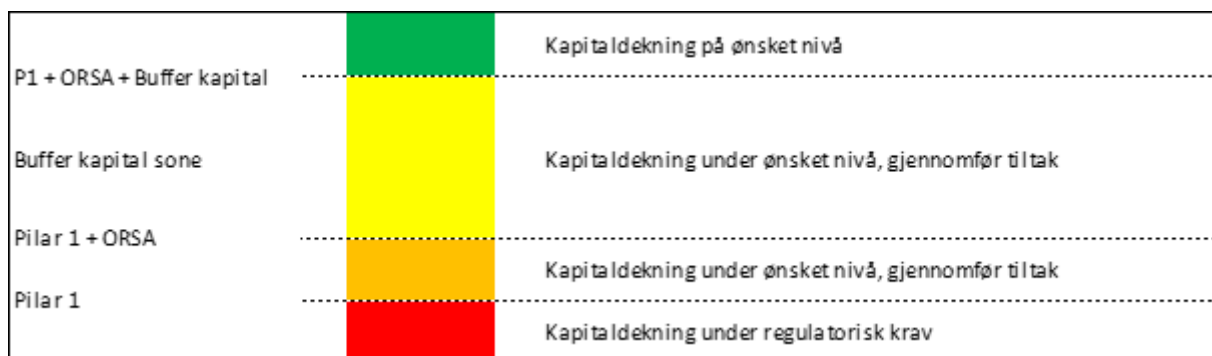 Kapitaldekning på ønsket nivå
P1 + ORSA + Buffer kapital
Buffer kapital sone
Kapitaldekning under ønsket nivå, gjennomfør tiltak
Pilar 1 + ORSA
Kapitaldekning under ønsket nivå, gjennomfør tiltak
Pilar 1
Kapitaldekning under regulatorisk krav